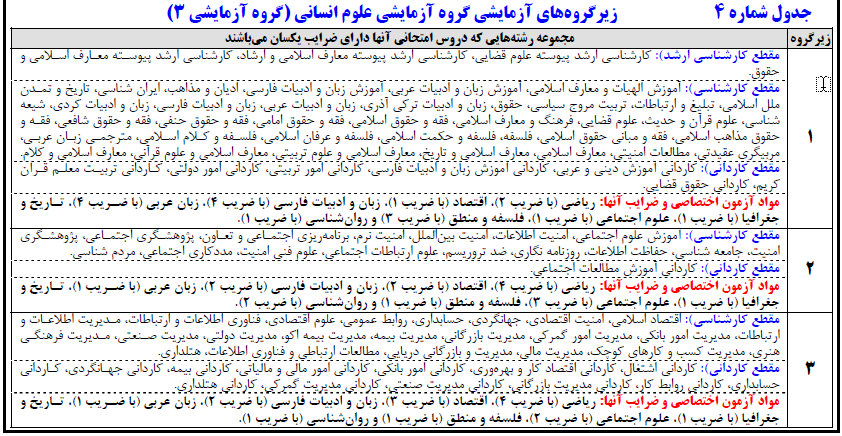 جدول شماره ۴ زیرگروه‌های آزمایشی گروه آزمایشی علوم انسانی (گروه آزمایشی ۳)
زیرگروه مجموعه رشته‌هایی که دروس امتحانی آنها دارای ضرایب یکسان می‌باشند
مقطع کارشناسی ارشد): کارشناسی ارشد پیوسته علوم قضایی، کارشناسی ارشد پیوسته معارف اسلامی و ارشاد، کارشناسی ارشد پیوسته معارف اسلامی و
حقوق.
۱
مقطع کارشناسی): آموزش الهیات و معارف اسلامی، آموزش زبان و ادبیات عربی، آموزش زبان و ادبیات فارسی، ادیان و مذاهب، ایران شناسی، تاریخ و تمدن
ملل اسلامی، تبلیغ و ارتباطات، تربیت مروج سیاسی، حقوق، زبان و ادبیات ترکی آذری، زبان و ادبیات عربی، زبان و ادبیات فارسی، زبان و ادبیات کردی، شیعه
شناسی، علوم قرآن و حدیث، علوم قضایی، فرهنگ و معارف اسلامی، فقه و حقوق اسلامی، فقه و حقوق امامی، فقه و حقوق حنفی، فقه و حقوق شافعی، فقه و
حقوق مذاهب اسلامی، فقه و مبانی حقوق اسلامی، فلسفه، فلسفه و حکمت اسلامی، فلسفه و عرفان اسلامی، فلسفه و کلام اسلامی، مترجمی زبان عربی،
مربیگری عقیدتی، مطالعات امنیتی، معارف اسلامی، معارف اسلامی و تاریخ، معارف اسلامی و علوم تربیتی، معارف اسلامی و علوم قرآنی، معارف اسلامی و کلام.
مقطع کاردانی): کاردانی آموزش دینی و عربی، کاردانی آموزش زبان و ادبیات فارسی، کاردانی امور تربیتی، کاردانی امور دولتی، کاردانی تربیت معلم قرآن
کریم، کاردانی حقوق قضایی.
مواد آزمون اختصاصی و ضرایب آنها: ریاضی (با ضریب ۲)، اقتصاد (با ضریب ۱)، زبان و ادبیات فارسی (با ضریب ۴)، زبان عربی (با ضریب ۴)، تاریخ و
جغرافیا (با ضریب ۱)، علوم اجتماعی (با ضریب ۱)، فلسفه و منطق (با ضریب ۳) و روان‌شناسی (با ضریب ۱).
۲
مقطع کارشناسی): آموزش علوم اجتماعی، امنیت اطلاعات، امنیت بین‌الملل، امنیت نرم، برنامه‌ریزی اجتماعی و تعاون، پژوهشگری اجتماعی، پژوهشگری
امنیت، جامعه شناسی، حفاظت اطلاعات، روزنامه نگاری، ضد تروریسم، علوم ارتباطات اجتماعی، علوم فنی امنیت، مددکاری اجتماعی، مردم شناسی.
مقطع کاردانی): کاردانی آموزش مطالعات اجتماعی.
مواد آزمون اختصاصی و ضرایب آنها: ریاضی (با ضریب ۴)، اقتصاد (با ضریب ۲)، زبان و ادبیات فارسی (با ضریب ۲)، زبان عربی (با ضریب ۱)، تاریخ و
جغرافیا (با ضریب ۱)، علوم اجتماعی (با ضریب ۳)، فلسفه و منطق (با ضریب ۱) و روان‌شناسی (با ضریب ۲).
۳
مقطع کارشناسی): اقتصاد اسلامی، امنیت اقتصادی، جهانگردی، حسابداری، روابط عمومی، علوم اقتصادی، فناوری اطلاعات و ارتباطات، مدیریت اطلاعات و
ارتباطات، مدیریت امور بانکی، مدیریت امور گمرکی، مدیریت بازرگانی، مدیریت بیمه، مدیریت بیمه اکو، مدیریت دولتی، مدیریت صنعتی، مدیریت فرهنگی
هنری، مدیریت کسب و کارهای کوچک، مدیریت مالی، مدیریت و بازرگانی دریایی، مطالعات ارتباطی و فناوری اطلاعات، هتلداری.
مقطع کاردانی): کاردانی اشتغال، کاردانی اقتصاد کار و بهره‌وری، کاردانی امور بانکی، کاردانی امور مالی و مالیاتی، کاردانی بیمه، کاردانی جهانگردی، کاردانی
حسابداری، کاردانی روابط کار، کاردانی مدیریت بازرگانی، کاردانی مدیریت صنعتی، کاردانی مدیریت گمرکی، کاردانی هتلداری.
مواد آزمون اختصاصی و ضرایب آنها: ریاضی (با ضریب ۴)، اقتصاد (با ضریب ۳)، زبان و ادبیات فارسی (با ضریب ۲)، زبان عربی (با ضریب ۱)، تاریخ و
جغرافیا (با ضریب ۱)، علوم اجتماعی (با ضریب ۲)، فلسفه و منطق (با ضریب ۱) و روان‌شناسی (با ضریب ۱).